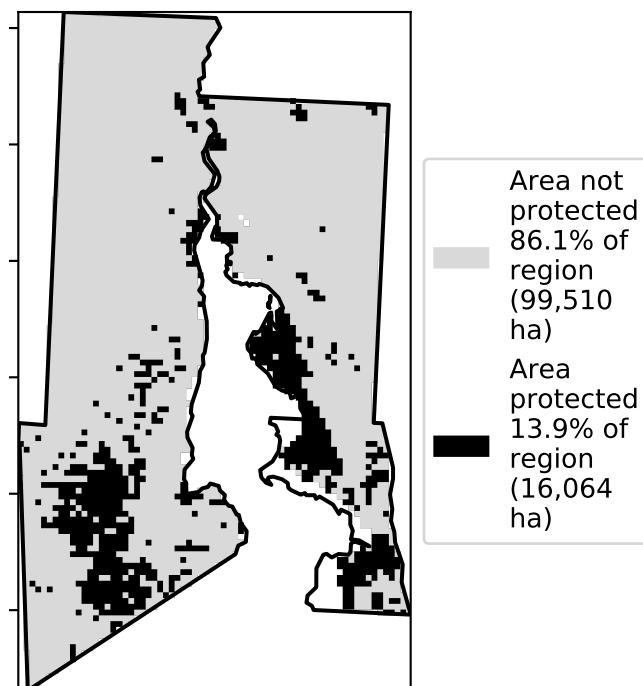 Area not
protected
86.1% of
region
(99,510
ha)
Area
protected
13.9% of
region
(16,064
ha)